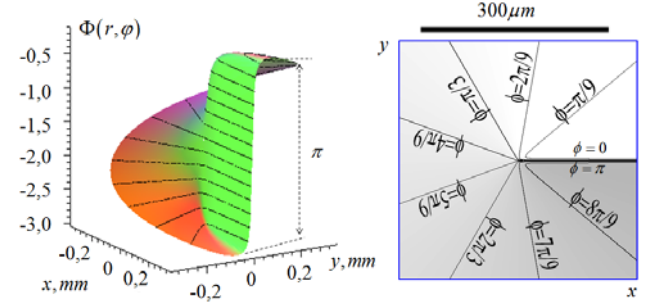 Φ(r,φ)
-0,5
-1,0
-1,5
-2,0
-2,5
-3,0
π
-0,2
0
0,2
x,mm
-0,2
0
0,2
y,mm
300μm
y
ϕ=π/3
ϕ=2π/9
ϕ=π/9
ϕ=4π/9
ϕ = 0
ϕ = π
ϕ=5π/9
ϕ=2π/3
ϕ=7π/9
ϕ=8π/9
x